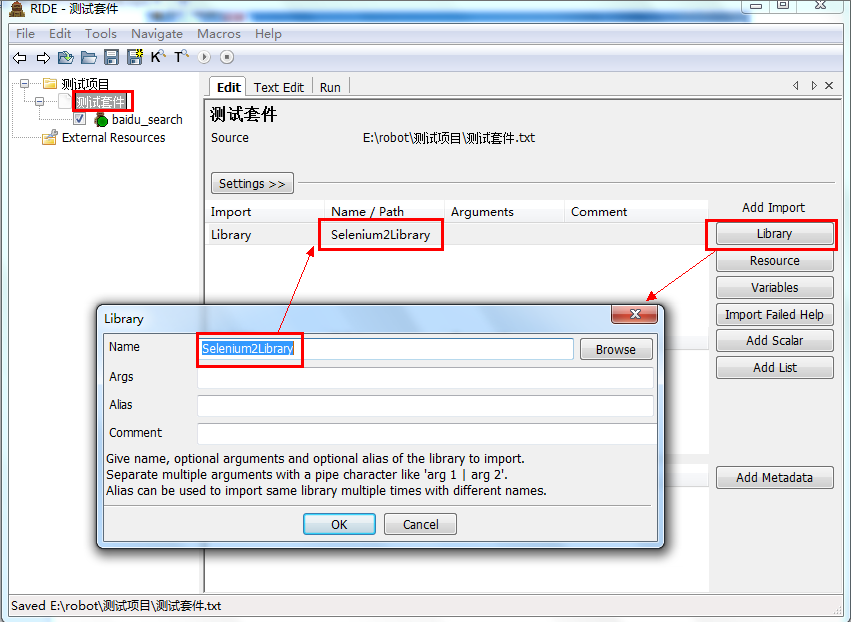 RIDE - 测试套件
File Edit Tools Navigate Macros Help
测试项目
测试套件
baidu_search
External Resources
Edit Text Edit Run
测试套件
Source E:\robot\测试项目\测试套件.txt
Settings >>
Import Name / Path Arguments Comment
Library Selenium2Library
Add Import
Library
Resource
Variables
Import Failed Help
Add Scalar
Add List
Add Metadata
Library
Name Selenium2Library Browse
Args
Alias
Comment
Give name, optional arguments and optional alias of the library to import.
Separate multiple arguments with a pipe character like 'arg 1 | arg 2'.
Alias can be used to import same library multiple times with different names.
OK Cancel
Saved E:\robot\测试项目\测试套件.txt